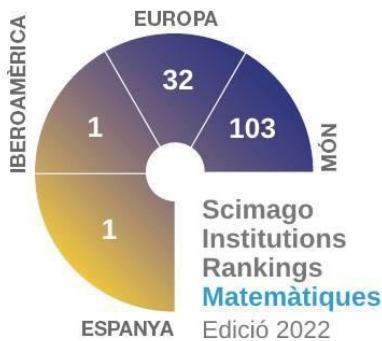 EUROPA
IBEROAMÈRICA
32
1
103
MÓN
1
Scimago
Institutions
Rankings
Matemàtiques
ESPANYA
Edició 2022